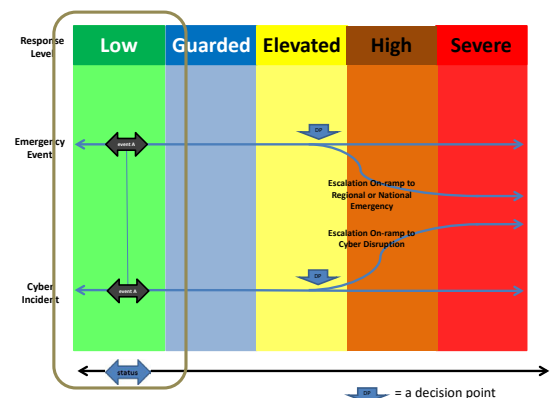 Response
Level
Low
Guarded
Elevated
High
Severe
DP
Emergency
Event
event A
Escalation On-ramp to
Regional or National
Emergency
Escalation On-ramp to
Cyber Disruption
DP
Cyber
Incident
event A
status
DP = a decision point